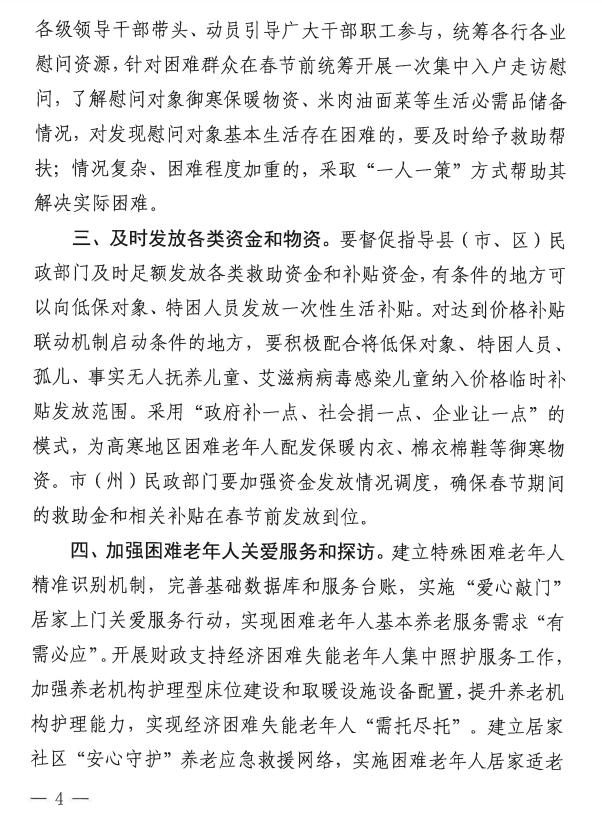 各级领导干部带头、动员引导广大干部职工参与，统筹各行各业
慰问资源，针对困难群众在春节前统筹开展一次集中入户走访慰
问，了解慰问对象御寒保暖物资、米肉油面菜等生活必需品储备
情况，对发现慰问对象基本生活存在困难的，要及时给予救助帮
扶；情况复杂、困难程度加重的，采取“一人一策”方式帮助其
解决实际困难。
三、及时发放各类资金和物资。要督促指导县（市、区）民
政部门及时足额发放各类救助资金和补贴资金，有条件的地方可
以向低保对象、特困人员发放一次性生活补贴。对达到价格补贴
联动机制启动条件的地方，要积极配合将低保对象、特困人员、
孤儿、事实无人抚养儿童、艾滋病病毒感染儿童纳入价格临时补
贴发放范围。采用“政府补一点、社会捐一点、企业让一点”的
模式，为高寒地区困难老年人配发保暖内衣、棉衣棉鞋等御寒物
资。市（州）民政部门要加强资金发放情况调度，确保春节期间
的救助金和相关补贴在春节前发放到位。
四、加强困难老年人关爱服务和探访。建立特殊困难老年人
精准识别机制，完善基础数据库和服务台账，实施“爱心敲门”
居家上门关爱服务行动，实现困难老年人基本养老服务需求“有
需必应”。开展财政支持经济困难失能老年人集中照护服务工作，
加强养老机构护理型床位建设和取暖设施设备配置，提升养老机
构护理能力，实现经济困难失能老年人“需托尽托”。建立居家
社区“安心守护”养老应急救援网络，实施困难老年人居家适老
— 4 —